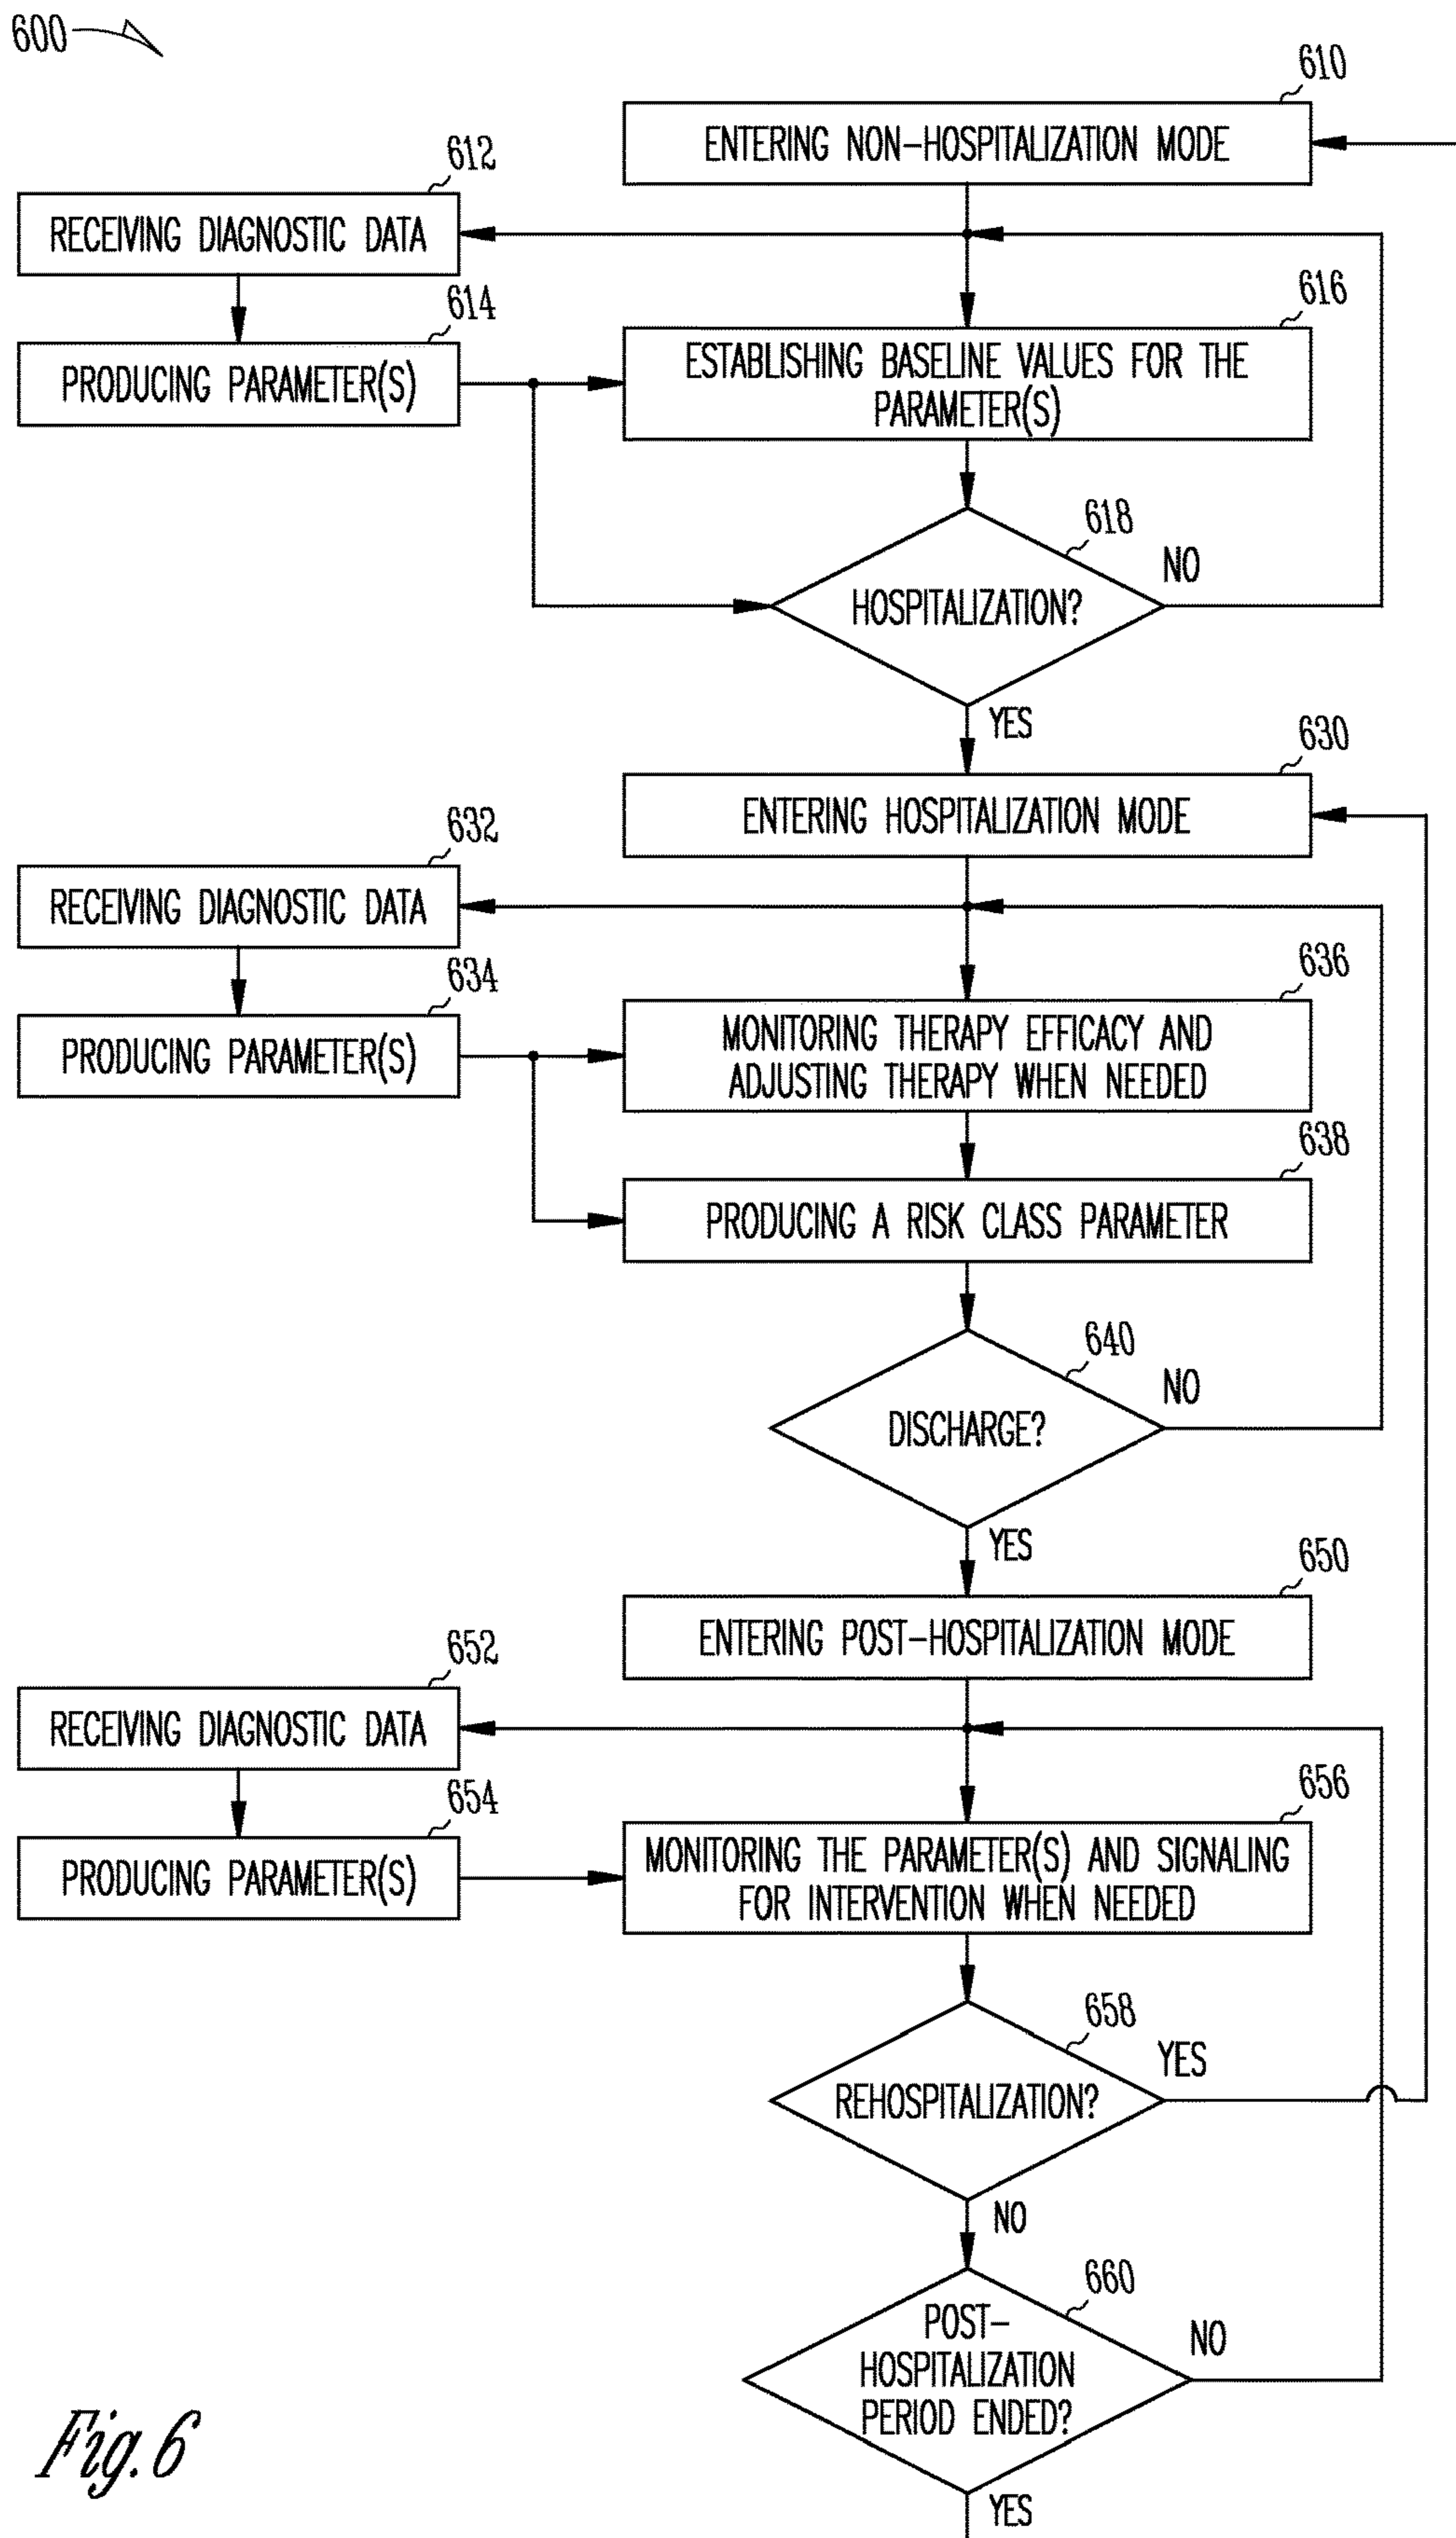 600
610
ENTERING NON-HOSPITALIZATION MODE
612
RECEIVING DIAGNOSTIC DATA
614
PRODUCING PARAMETER(S)
616
ESTABLISHING BASELINE VALUES FOR THE
PARAMETER(S)
618
HOSPITALIZATION?
NO
YES
630
ENTERING HOSPITALIZATION MODE
632
RECEIVING DIAGNOSTIC DATA
634
PRODUCING PARAMETER(S)
636
MONITORING THERAPY EFFICACY AND
ADJUSTING THERAPY WHEN NEEDED
638
PRODUCING A RISK CLASS PARAMETER
640
DISCHARGE?
NO
YES
650
ENTERING POST-HOSPITALIZATION MODE
652
RECEIVING DIAGNOSTIC DATA
654
PRODUCING PARAMETER(S)
656
MONITORING THE PARAMETER(S) AND SIGNALING
FOR INTERVENTION WHEN NEEDED
658
REHOSPITALIZATION?
YES
NO
660
POST-
HOSPITALIZATION
PERIOD ENDED?
NO
YES
Fig. 6